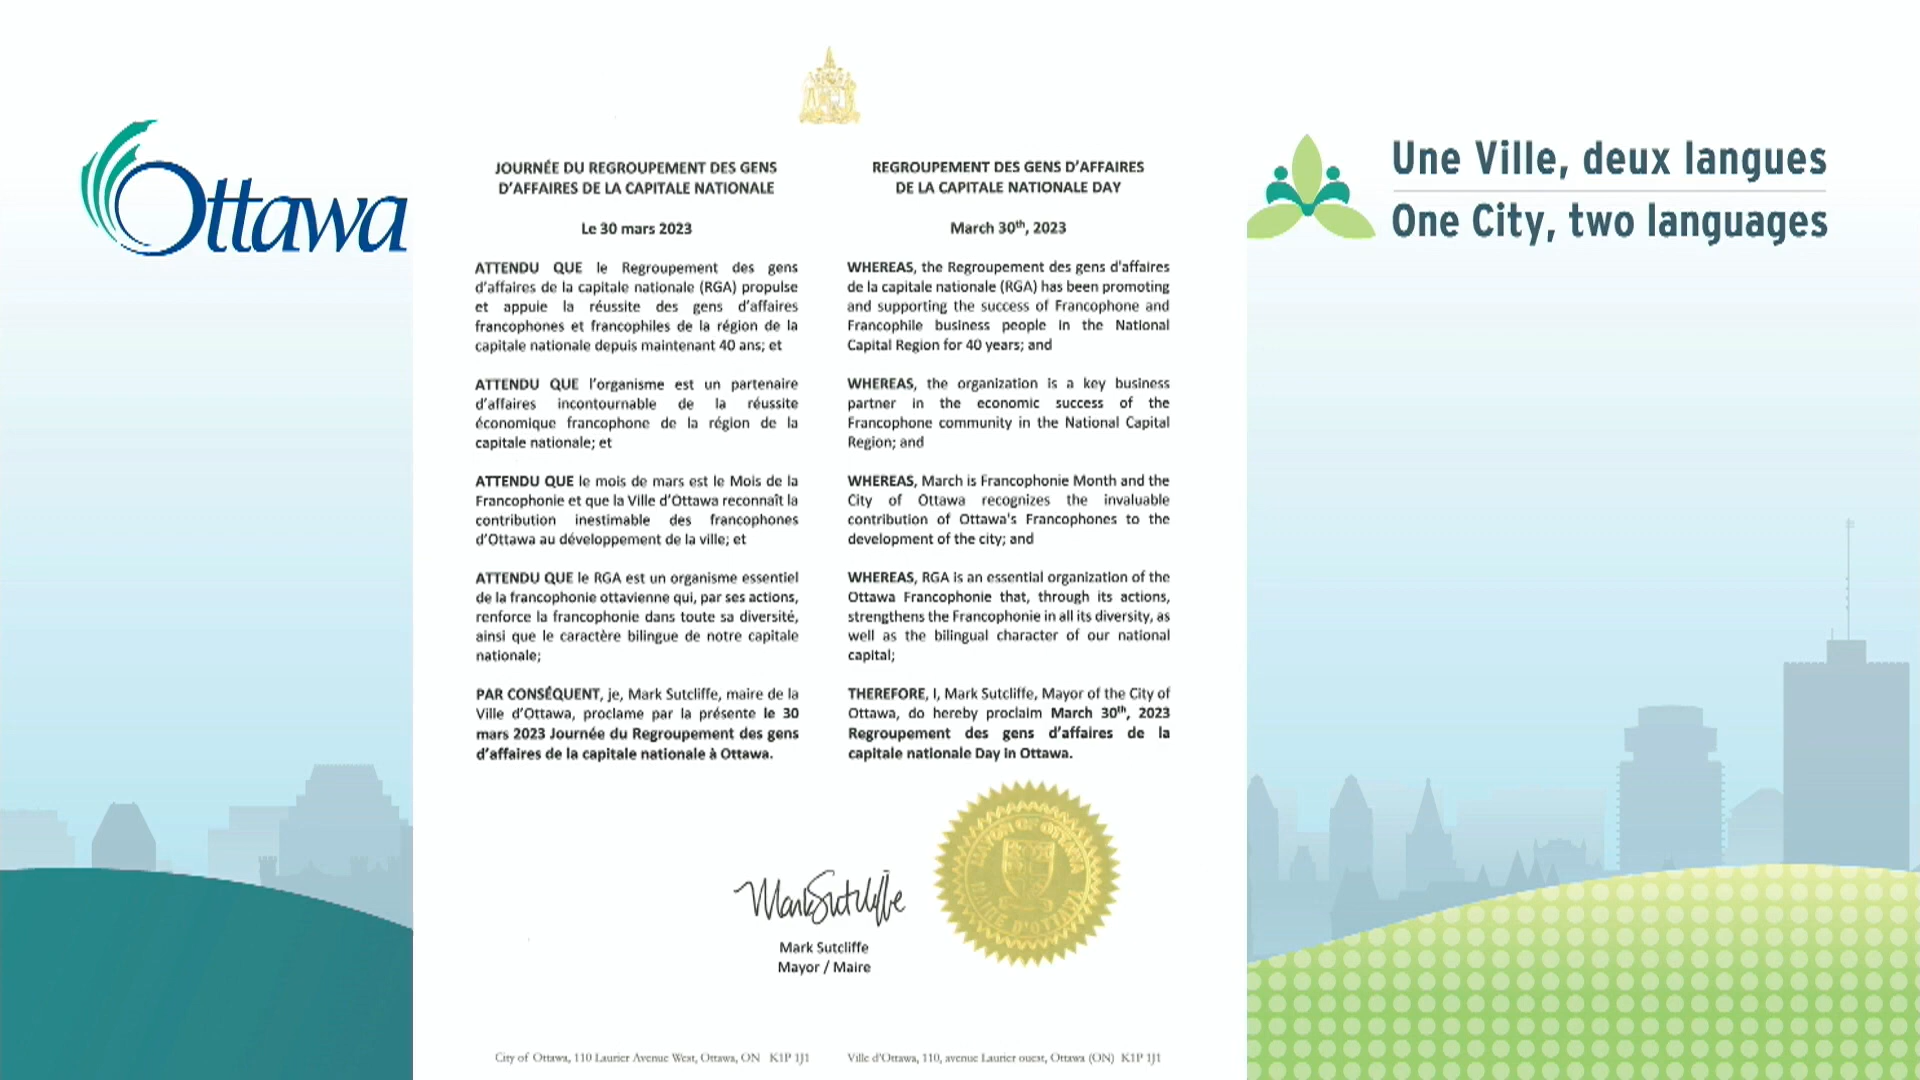 Ottawa
JOURNÉE DU REGROUPEMENT DES GENS
D'AFFAIRES DE LA CAPITALE NATIONALE
Le 30 mars 2023
ATTENDU QUE le Regroupement des gens
d'affaires de la capitale nationale (RGA) propulse
et appuie la réussite des gens d'affaires
francophones et francophiles de la région de la
capitale nationale depuis maintenant 40 ans; et
ATTENDU QUE l'organisme est un partenaire
d'affaires incontournable de la réussite
économique francophone de la région de la
capitale nationale; et
ATTENDU QUE le mois de mars est le Mois de la
Francophonie et que la Ville d'Ottawa reconnaît la
contribution inestimable des francophones
d'Ottawa au développement de la ville; et
ATTENDU QUE le RGA est un organisme essentiel
de la francophonie ottavienne qui, par ses actions,
renforce la francophonie dans toute sa diversité,
ainsi que le caractère bilingue de notre capitale
nationale;
PAR CONSÉQUENT, je, Mark Sutcliffe, maire de la
Ville d'Ottawa, proclame par la présente le 30
mars 2023 Journée du Regroupement des gens
d'affaires de la capitale nationale à Ottawa.
REGROUPEMENT DES GENS D'AFFAIRES
DE LA CAPITALE NATIONALE DAY
March 30th, 2023
WHEREAS, the Regroupement des gens d'affaires
de la capitale nationale (RGA) has been promoting
and supporting the success of Francophone and
Francophile business people in the National
Capital Region for 40 years; and
WHEREAS, the organization is a key business
partner in the economic success of the
Francophone community in the National Capital
Region; and
WHEREAS, March is Francophonie Month and the
City of Ottawa recognizes the invaluable
contribution of Ottawa's Francophones to the
development of the city; and
WHEREAS, RGA is an essential organization of the
Ottawa Francophonie that, through its actions,
strengthens the Francophonie in all its diversity, as
well as the bilingual character of our national
capital;
THEREFORE, I, Mark Sutcliffe, Mayor of the City of
Ottawa, do hereby proclaim March 30th, 2023
Regroupement des gens d'affaires de la
capitale nationale Day in Ottawa.
Mark Sutcliffe
MAYOR OF OTTAWA
MAIRE D'OTTAWA
Mark Sutcliffe
Mayor / Maire
City of Ottawa, 110 Laurier Avenue West, Ottawa, ON K1P 1J1
Ville d'Ottawa, 110, avenue Laurier ouest, Ottawa (ON) K1P 1J1
Une Ville, deux langues
One City, two languages